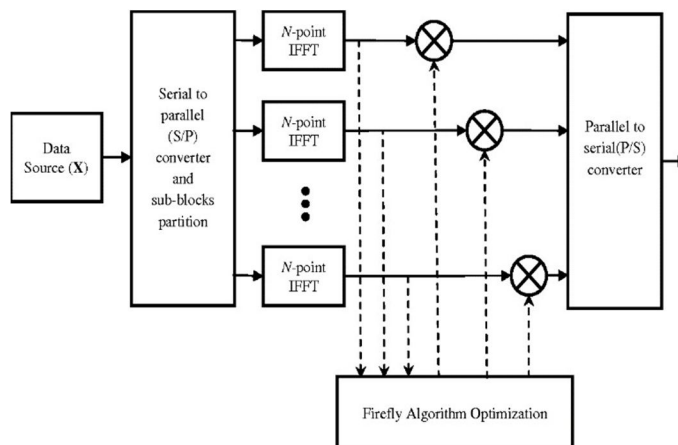 Data
Source (X)
Serial to
parallel
(S/P)
converter
and
sub-blocks
partition
N-point
IFFT
N-point
IFFT
N-point
IFFT
Parallel to
serial(P/S)
converter
Firefly Algorithm Optimization